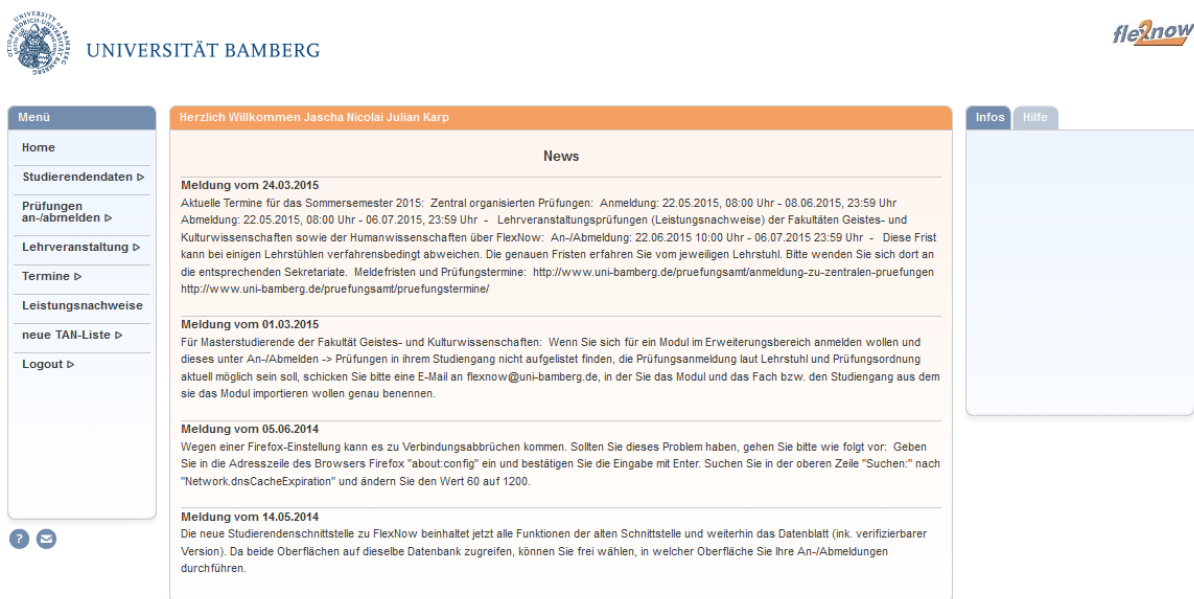 UNIVERSITÄT BAMBERG
fle2now
Menü
Home
Studierendendaten
Prüfungen
an-/abmelden
Lehrveranstaltung
Termine
Leistungsnachweise
neue TAN-Liste
Logout
?
Herzlich Willkommen Jascha Nicolai Julian Karp
News
Meldung vom 24.03.2015
Aktuelle Termine für das Sommersemester 2015: Zentral organisierten Prüfungen: Anmeldung: 22.05.2015, 08:00 Uhr - 08.06.2015, 23:59 Uhr
Abmeldung: 22.05.2015, 08:00 Uhr - 06.07.2015, 23:59 Uhr - Lehrveranstaltungsprüfungen (Leistungsnachweise) der Fakultäten Geistes- und
Kulturwissenschaften sowie der Humanwissenschaften über FlexNow: An-/Abmeldung: 22.06.2015 10:00 Uhr - 06.07.2015 23:59 Uhr - Diese Frist
kann bei einigen Lehrstühlen verfahrensbedingt abweichen. Die genauen Fristen erfahren Sie vom jeweiligen Lehrstuhl. Bitte wenden Sie sich dort an
die entsprechenden Sekretariate. Meldefristen und Prüfungstermine: http://www.uni-bamberg.de/pruefungsamt/anmeldung-zu-zentralen-pruefungen
http://www.uni-bamberg.de/pruefungsamt/pruefungstermine/
Meldung vom 01.03.2015
Für Masterstudierende der Fakultät Geistes- und Kulturwissenschaften: Wenn Sie sich für ein Modul im Erweiterungsbereich anmelden wollen und
dieses unter An-/Abmelden -> Prüfungen in ihrem Studiengang nicht aufgelistet finden, die Prüfungsanmeldung laut Lehrstuhl und Prüfungsordnung
aktuell möglich sein soll, schicken Sie bitte eine E-Mail an flexnow@uni-bamberg.de, in der Sie das Modul und das Fach bzw. den Studiengang aus dem
sie das Modul importieren wollen genau benennen.
Meldung vom 05.06.2014
Wegen einer Firefox-Einstellung kann es zu Verbindungsabbrüchen kommen. Sollten Sie dieses Problem haben, gehen Sie bitte wie folgt vor: Geben
Sie in die Adresszeile des Browsers Firefox "about:config" ein und bestätigen Sie die Eingabe mit Enter. Suchen Sie in der oberen Zeile "Suchen:" nach
"Network.dnsCacheExpiration" und ändern Sie den Wert 60 auf 1200.
Meldung vom 14.05.2014
Die neue Studierendenschnittstelle zu FlexNow beinhaltet jetzt alle Funktionen der alten Schnittstelle und weiterhin das Datenblatt (ink. verifizierbarer
Version). Da beide Oberflächen auf dieselbe Datenbank zugreifen, können Sie frei wählen, in welcher Oberfläche Sie Ihre An-/Abmeldungen
durchführen.
Infos
Hilfe